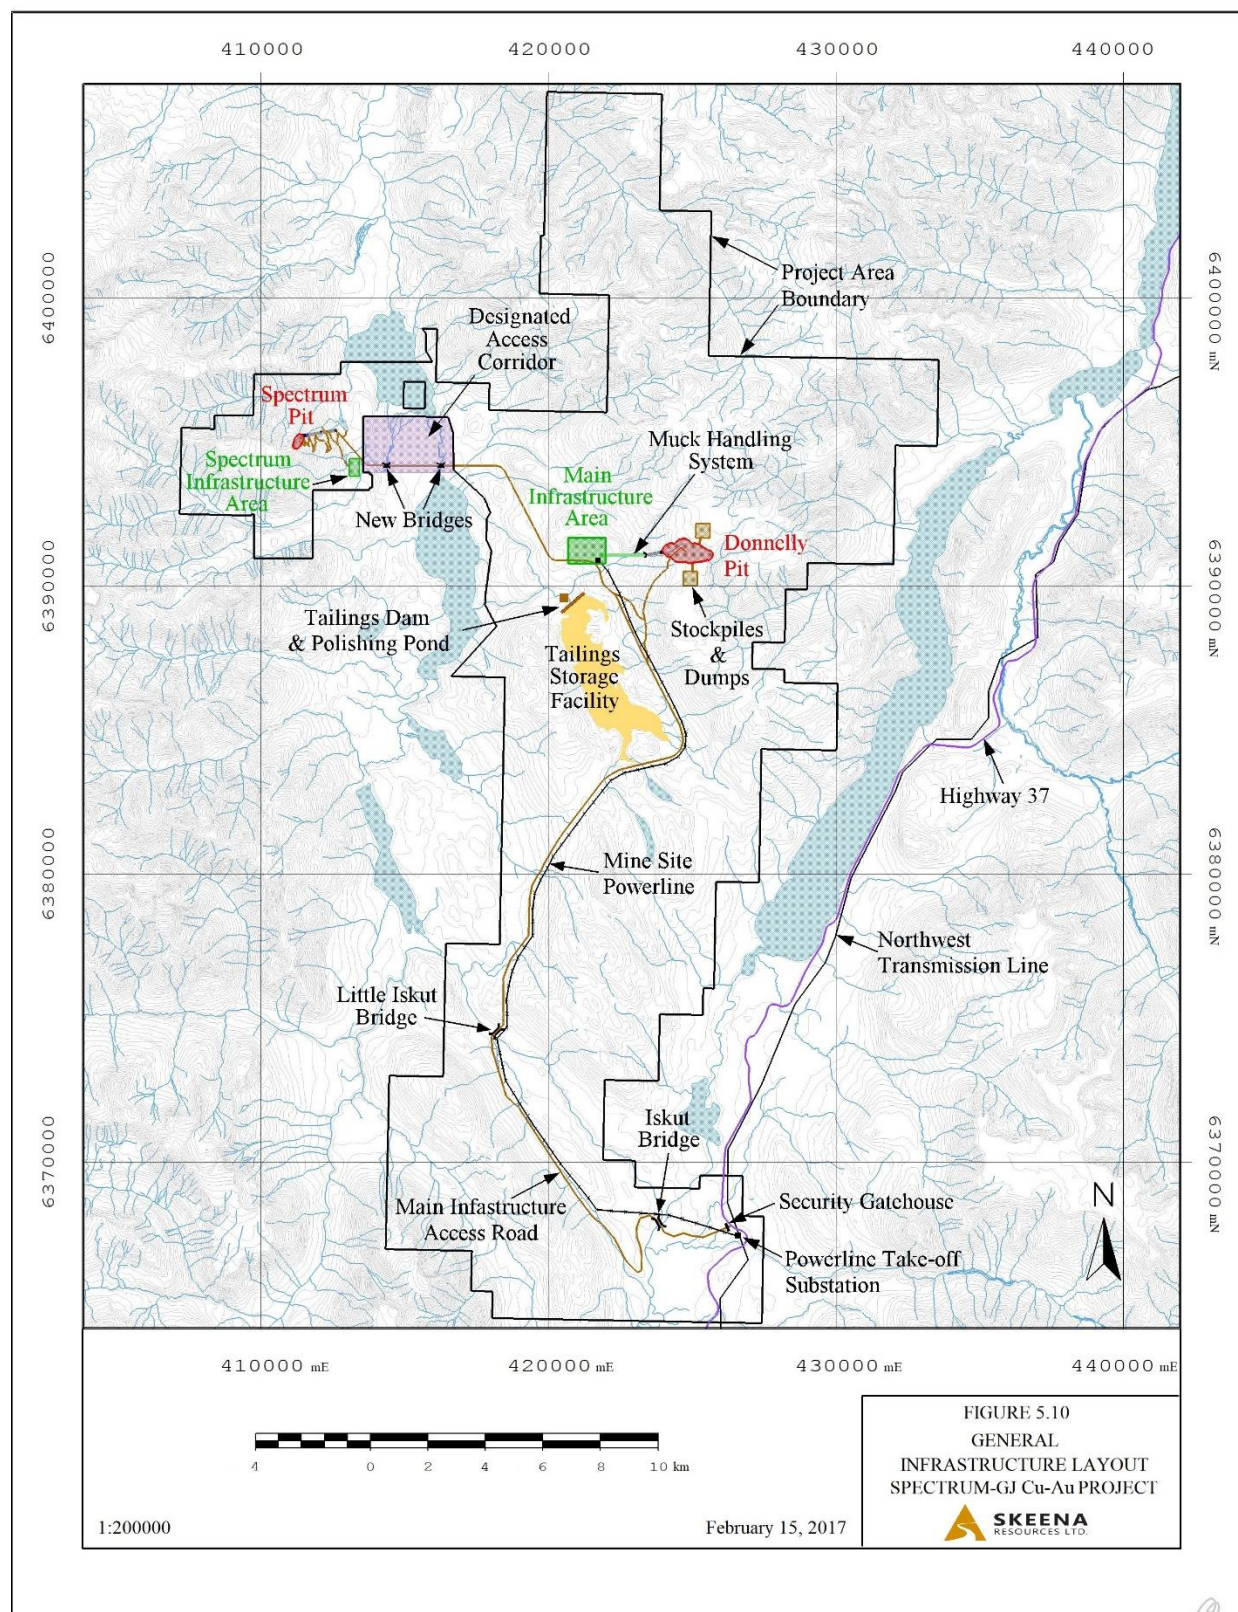 410000
420000
430000
440000
6400000
6400000 mN
Project Area
Boundary
Designated
Access
Corridor
Spectrum
Pit
Muck Handling
System
Spectrum
Infrastructure
Area
Main
Infrastructure
Area
New Bridges
Donnelly
Pit
6390000
6390000 mN
Tailings Dam
& Polishing Pond
Stockpiles
&
Dumps
Tailings
Storage
Facility
Highway 37
6380000
6380000 mN
Mine Site
Powerline
Northwest
Transmission Line
Little Iskut
Bridge
Iskut
Bridge
6370000
6370000 mN
Main Infastructure
Access Road
Security Gatehouse
N
Powerline Take-off
Substation
410000 mE
420000 mE
430000 mE
440000 mE
4 0 2 4 6 8 10 km
FIGURE 5.10
GENERAL
INFRASTRUCTURE LAYOUT
SPECTRUM-GJ Cu-Au PROJECT
SKEENA
RESOURCES LTD.
1:200000
February 15, 2017